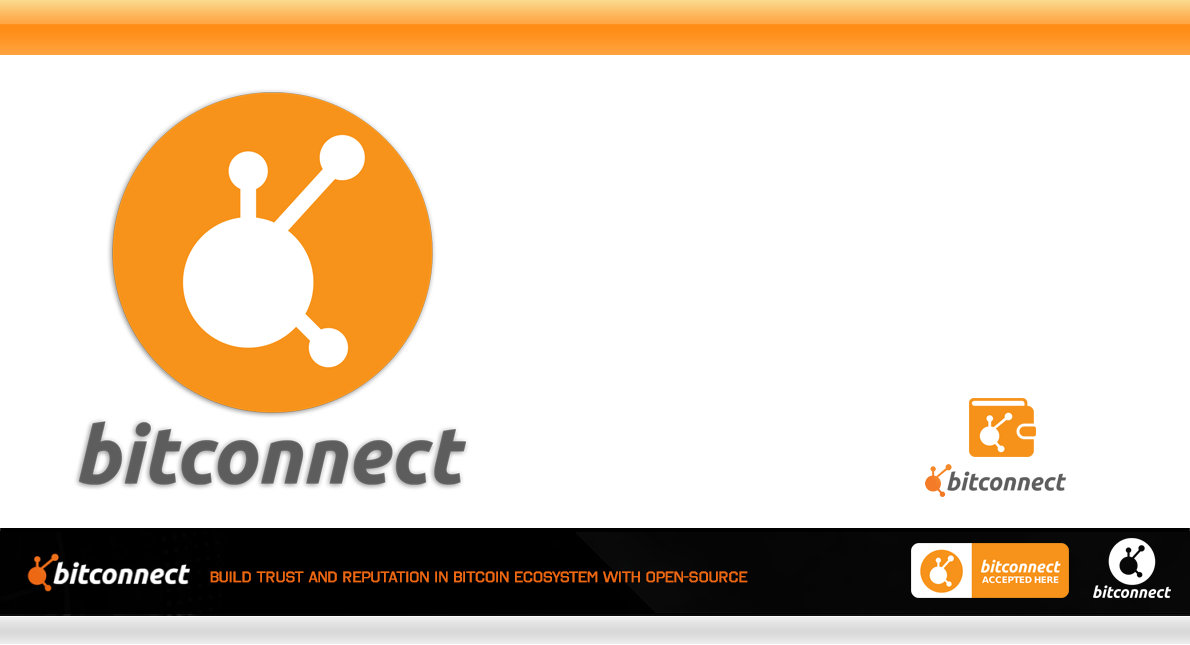 bitconnect
bitconnect
bitconnect
BUILD TRUST AND REPUTATION IN BITCOIN ECOSYSTEM WITH OPEN-SOURCE
bitconnect
ACCEPTED HERE
bitconnect